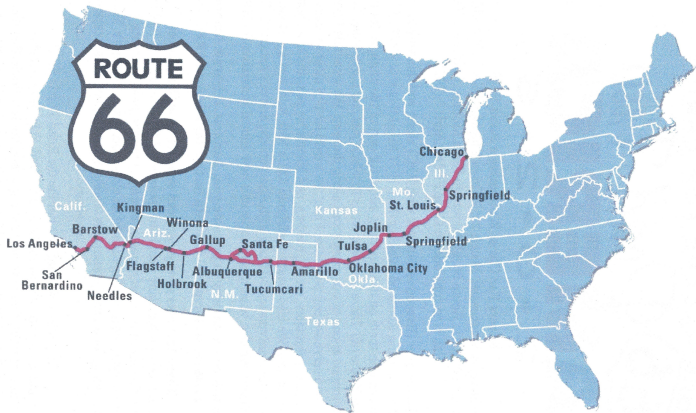 ROUTE
66
Chicago
Ill.
Mo.
Springfield
St. Louis
Calif.
Kansas
Kingman
Winona
Joplin
Barstow
Ariz.
Gallup
Santa Fe
Tulsa
Springfield
Los Angeles
San
Bernardino
Flagstaff
Albuquerque
Amarillo
Oklahoma City
Needles
Holbrook
Okla.
N.M.
Tucumcari
Texas